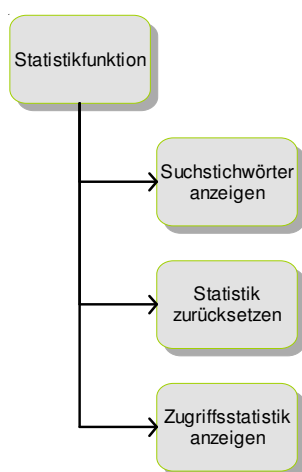 Statistikfunktion
Suchstichwörter
anzeigen
Statistik
zurücksetzen
Zugriffsstatistik
anzeigen